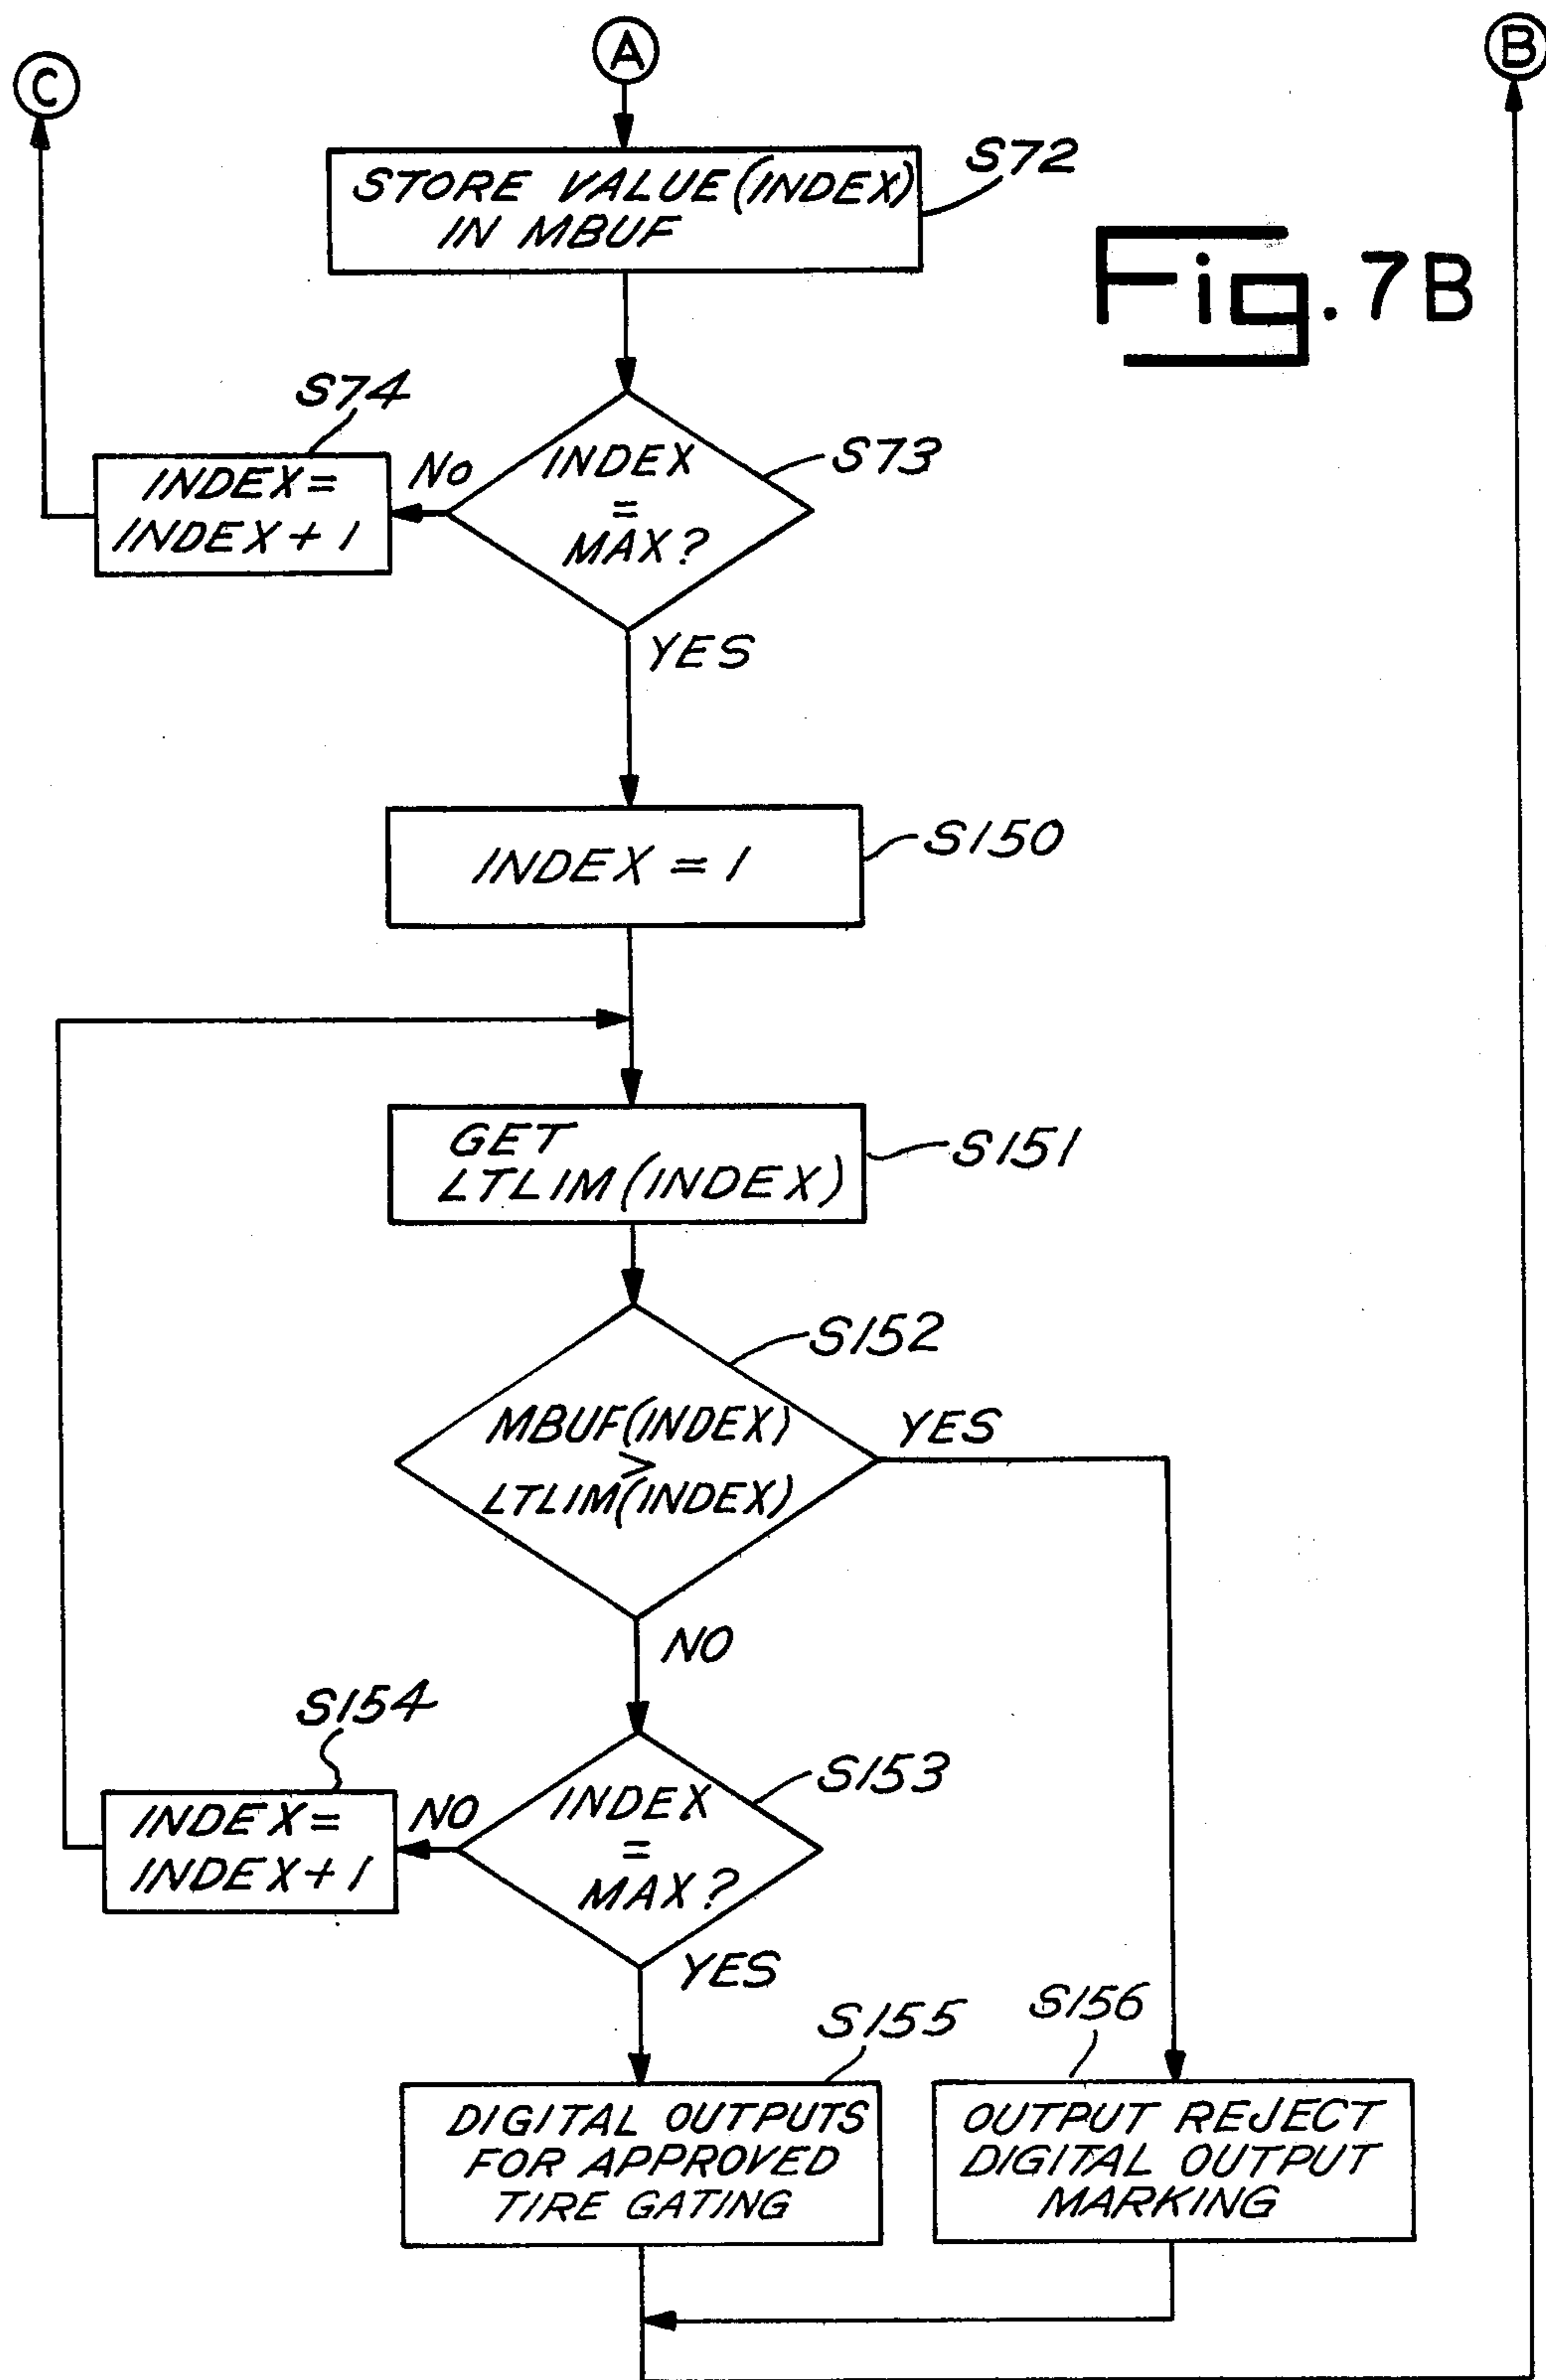 C
A
B
STORE VALUE(INDEX)
IN MBUF
S72
Fig. 7B
S74
INDEX=
INDEX+1
No
INDEX
=
MAX?
S73
YES
INDEX = 1
S150
GET
LTLIM(INDEX)
S151
S152
MBUF(INDEX)
>
LTLIM(INDEX)
YES
NO
S154
INDEX=
INDEX+1
NO
INDEX
=
MAX?
S153
YES
S155
S156
DIGITAL OUTPUTS
FOR APPROVED
TIRE GATING
OUTPUT REJECT
DIGITAL OUTPUT
MARKING